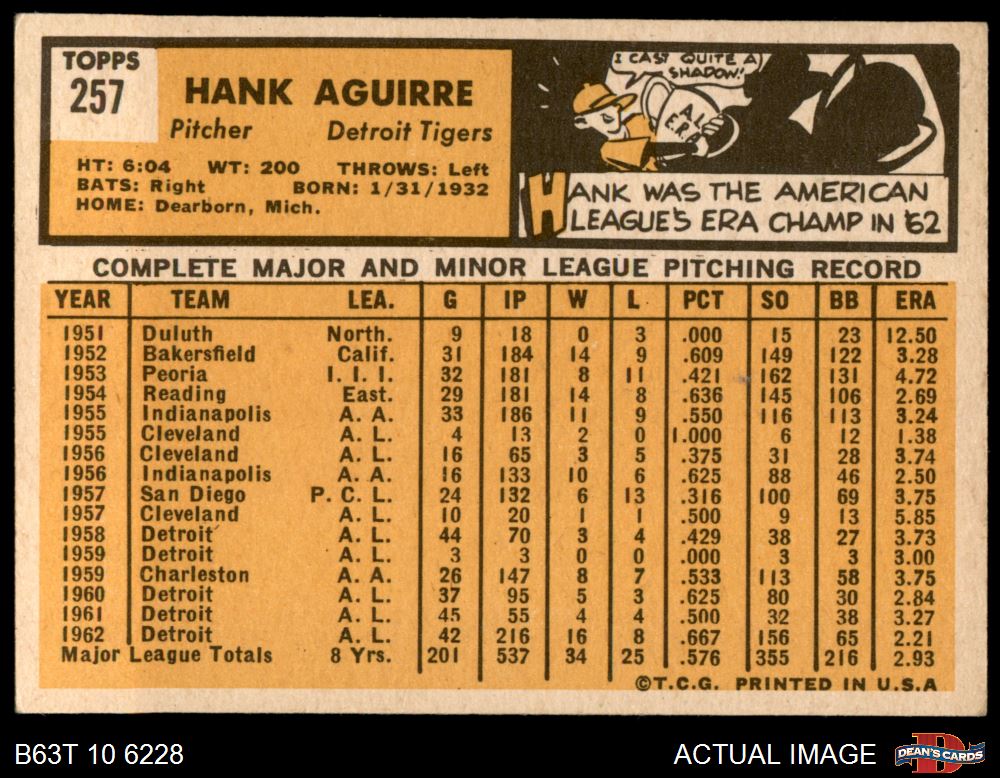 TOPPS
257
HANK AGUIRRE
Pitcher Detroit Tigers
HT: 6:04 WT: 200 THROWS: Left
BATS: Right BORN: 1/31/1932
HOME: Dearborn, Mich.
I CAST QUITE A
SHADOW!
A.L.
ERA
HANK WAS THE AMERICAN
LEAGUE'S ERA CHAMP IN '62
COMPLETE MAJOR AND MINOR LEAGUE PITCHING RECORD
YEAR TEAM LEA. G IP W L PCT SO BB ERA
1951 Duluth North. 9 18 0 3 .000 15 23 12.50
1952 Bakersfield Calif. 31 184 14 9 .609 149 122 3.28
1953 Peoria I. I. I. 32 181 8 11 .421 162 131 4.72
1954 Reading East. 29 181 14 8 .636 145 106 2.69
1955 Indianapolis A. A. 33 186 11 9 .550 116 113 3.24
1955 Cleveland A. L. 4 13 2 0 1.000 6 12 1.38
1956 Cleveland A. L. 16 65 3 5 .375 31 28 3.74
1956 Indianapolis A. A. 16 133 10 6 .625 88 46 2.50
1957 San Diego P. C. L. 24 132 6 13 .316 100 69 3.75
1957 Cleveland A. L. 10 20 1 1 .500 9 13 5.85
1958 Detroit A. L. 44 70 3 4 .429 38 27 3.73
1959 Detroit A. L. 3 3 0 0 .000 3 3 3.00
1959 Charleston A. A. 26 147 8 7 .533 113 58 3.75
1960 Detroit A. L. 37 95 5 3 .625 80 30 2.84
1961 Detroit A. L. 45 55 4 4 .500 32 38 3.27
1962 Detroit A. L. 42 216 16 8 .667 156 65 2.21
Major League Totals 8 Yrs. 201 537 34 25 .576 355 216 2.93
©T.C.G. PRINTED IN U.S.A
B63T 10 6228 ACTUAL IMAGE
DEAN'S CARDS